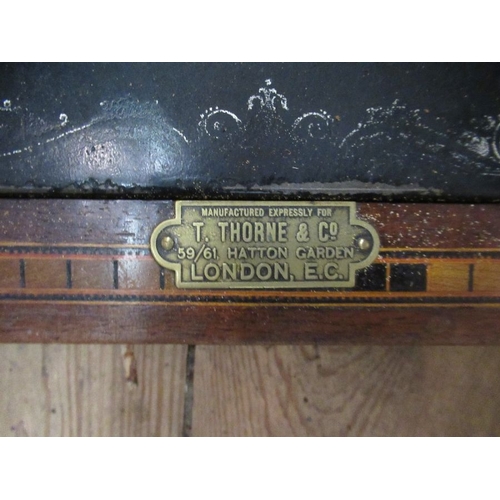 MANUFACTURED EXPRESSLY FOR
T. THORNE & CO
59/61, HATTON GARDEN
LONDON, E.C.